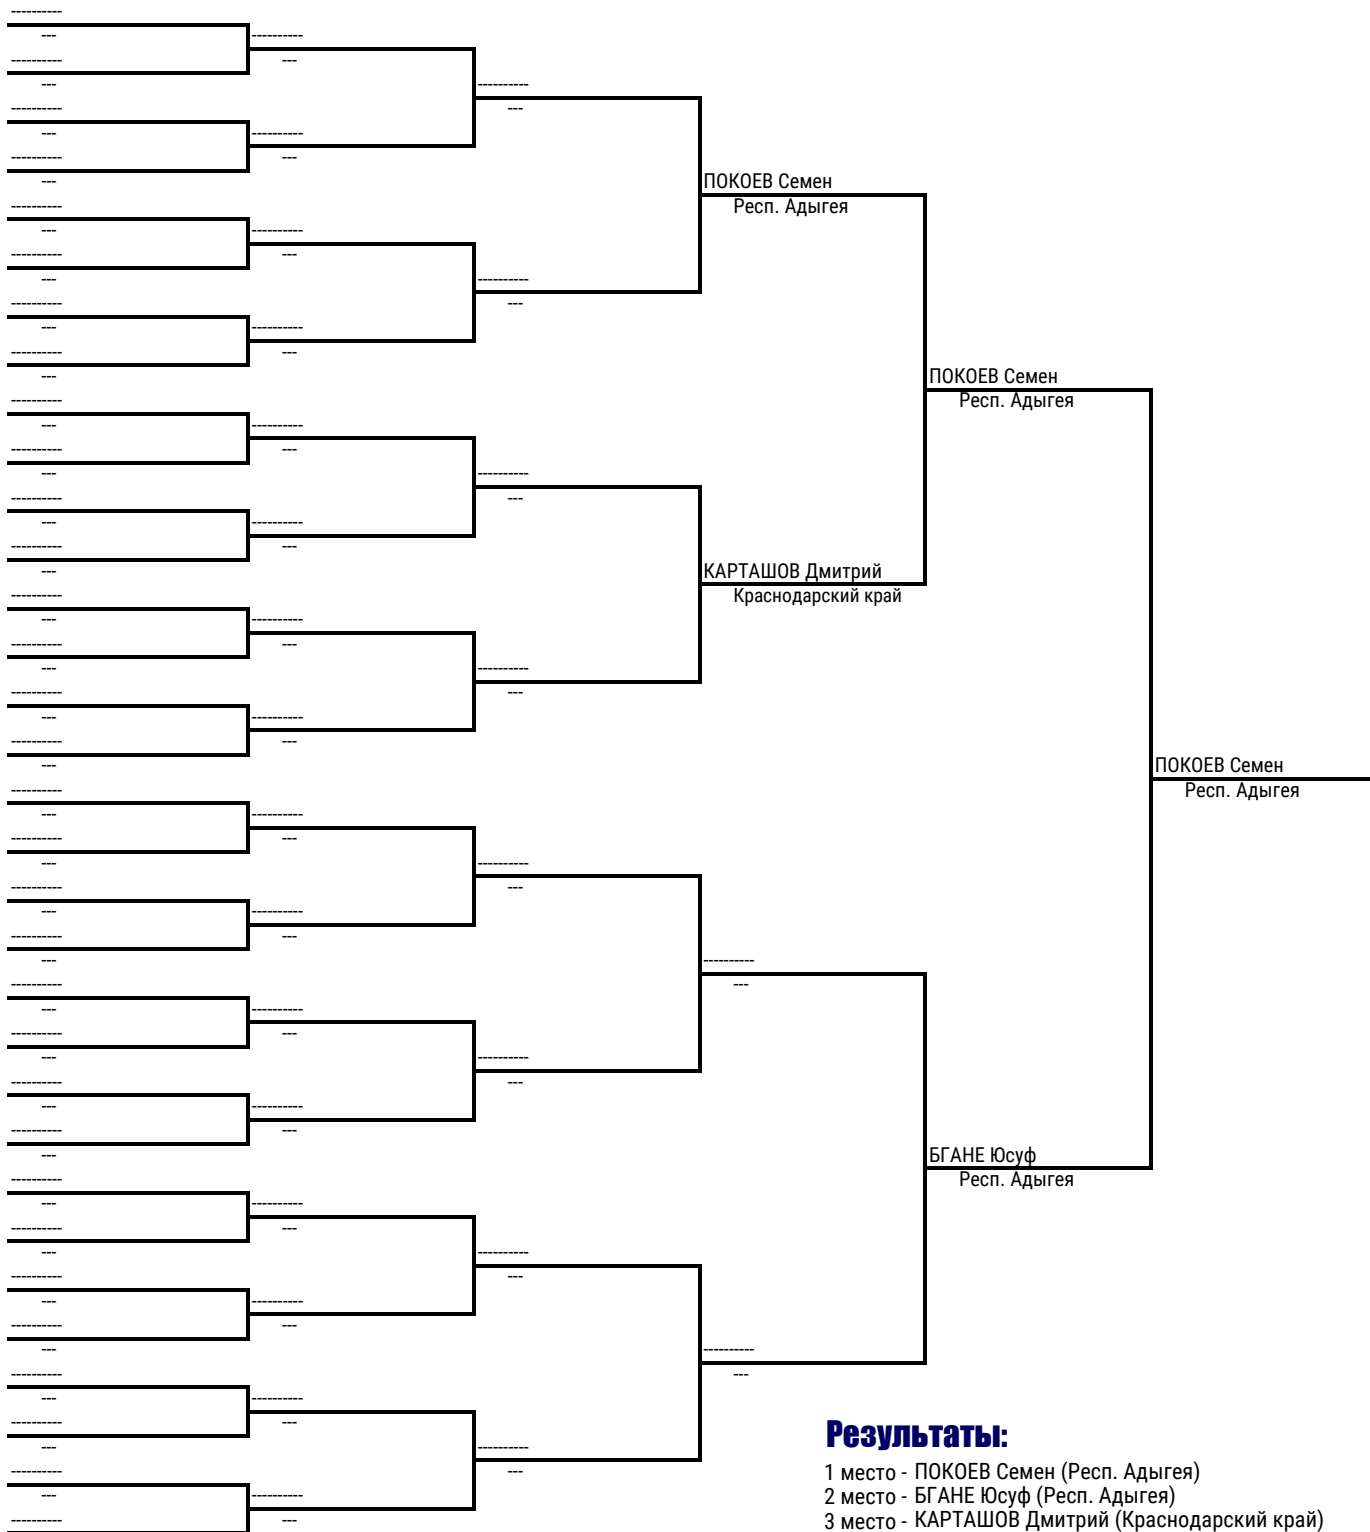 ПОКОЕВ Семен
Респ. Адыгея
ПОКОЕВ Семен
Респ. Адыгея
КАРТАШОВ Дмитрий
Краснодарский край
ПОКОЕВ Семен
Респ. Адыгея
БГАНЕ Юсуф
Респ. Адыгея
Результаты:
1 место - ПОКОЕВ Семен (Респ. Адыгея)
2 место - БГАНЕ Юсуф (Респ. Адыгея)
3 место - КАРТАШОВ Дмитрий (Краснодарский край)